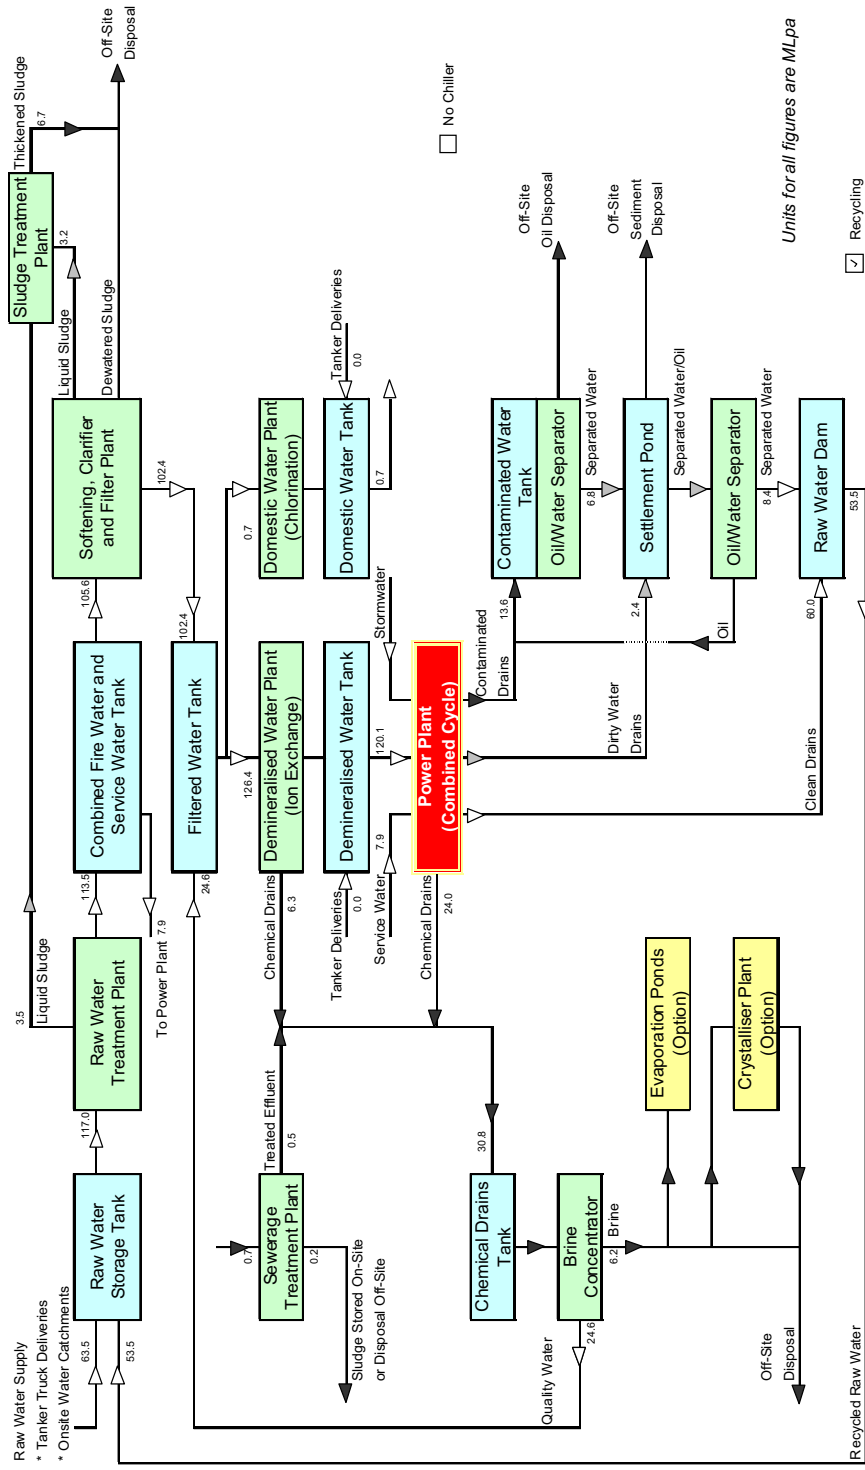 Raw Water Supply
* Tanker Truck Deliveries
* Onsite Water Catchments
63.5
53.5
Raw Water
Storage Tank
117.0
Raw Water
Treatment Plant
3.5
Liquid Sludge
113.5
Combined Fire Water and
Service Water Tank
To Power Plant 7.9
105.6
Softening, Clarifier
and Filter Plant
Liquid Sludge
3.2
Dewatered Sludge
Sludge Treatment
Plant
Thickened Sludge
6.7
Off-Site
Disposal
102.4
102.4
Filtered Water Tank
24.6
126.4
0.7
Domestic Water Plant
(Chlorination)
Domestic Water Tank
Tanker Deliveries
0.0
0.7
Demineralised Water Plant
(Ion Exchange)
Chemical Drains
6.3
Demineralised Water Tank
Tanker Deliveries
0.0
120.1
Stormwater
Service Water
7.9
Power Plant
(Combined Cycle)
Chemical Drains
24.0
0.7
Sewerage
Treatment Plant
Treated Effluent
0.5
0.2
Sludge Stored On-Site
or Disposal Off-Site
30.8
Chemical Drains
Tank
Brine
Concentrator
Quality Water
24.6
Brine
6.2
Evaporation Ponds
(Option)
Crystalliser Plant
(Option)
Off-Site
Disposal
Contaminated
Drains
13.6
Contaminated Water
Tank
Oil/Water Separator
Off-Site
Oil Disposal
Separated Water
6.8
Dirty Water
Drains
2.4
Settlement Pond
Off-Site
Sediment
Disposal
Separated Water/Oil
Oil
Oil/Water Separator
Separated Water
8.4
Clean Drains
60.0
Raw Water Dam
53.5
Recycled Raw Water
No Chiller
Units for all figures are MLpa
Recycling